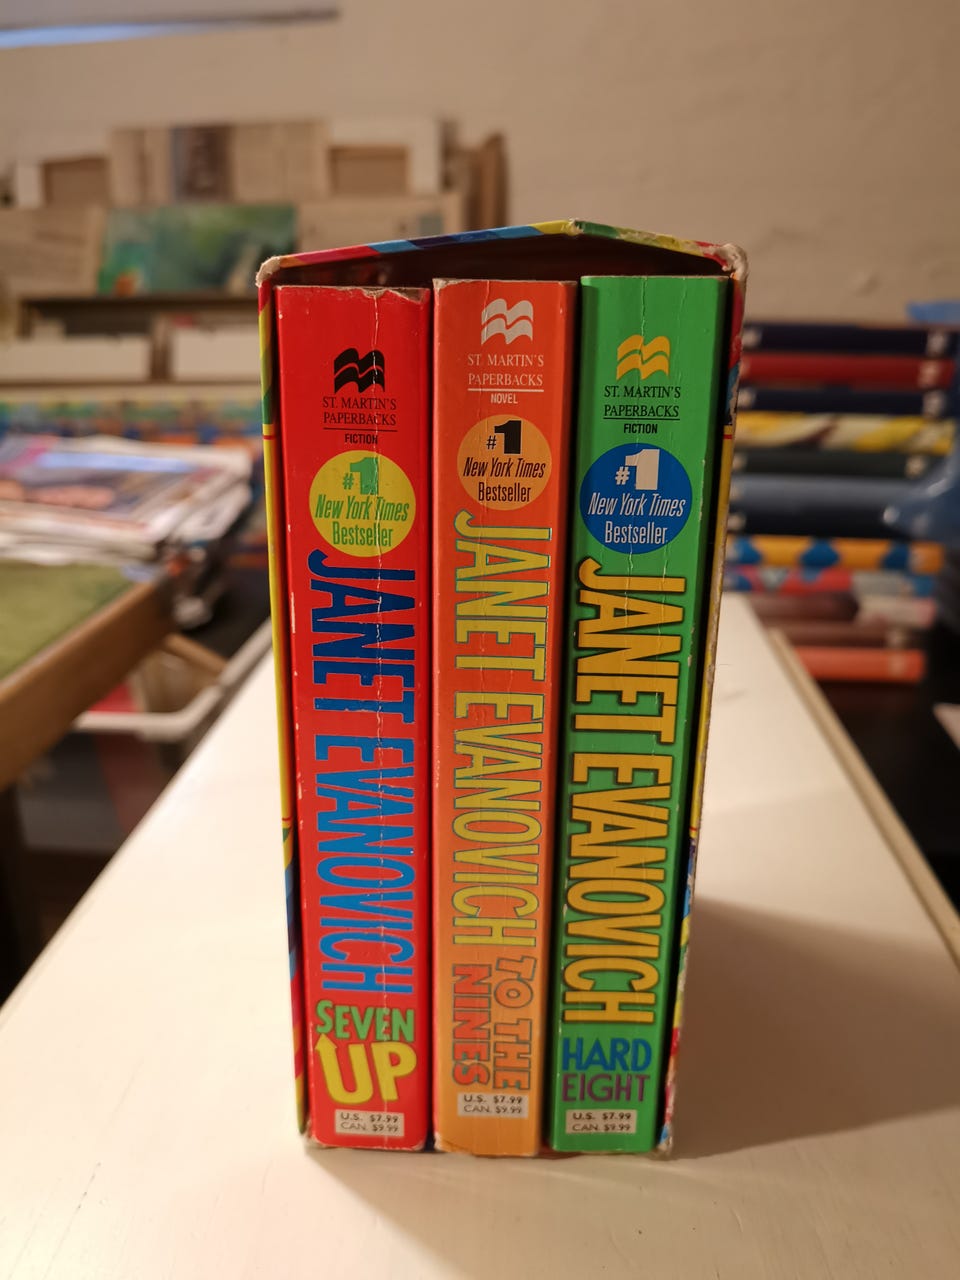 ST. MARTIN'S
PAPERBACKS
FICTION
#1
New York Times
Bestseller
JANET EVANOVICH
SEVEN
UP
U.S. $7.99
CAN. $9.99
ST. MARTIN'S
PAPERBACKS
NOVEL
#1
New York Times
Bestseller
JANET EVANOVICH
TO THE
NINES
U.S. $7.99
CAN. $9.99
ST. MARTIN'S
PAPERBACKS
FICTION
#1
New York Times
Bestseller
JANET EVANOVICH
HARD
EIGHT
U.S. $7.99
CAN. $9.99